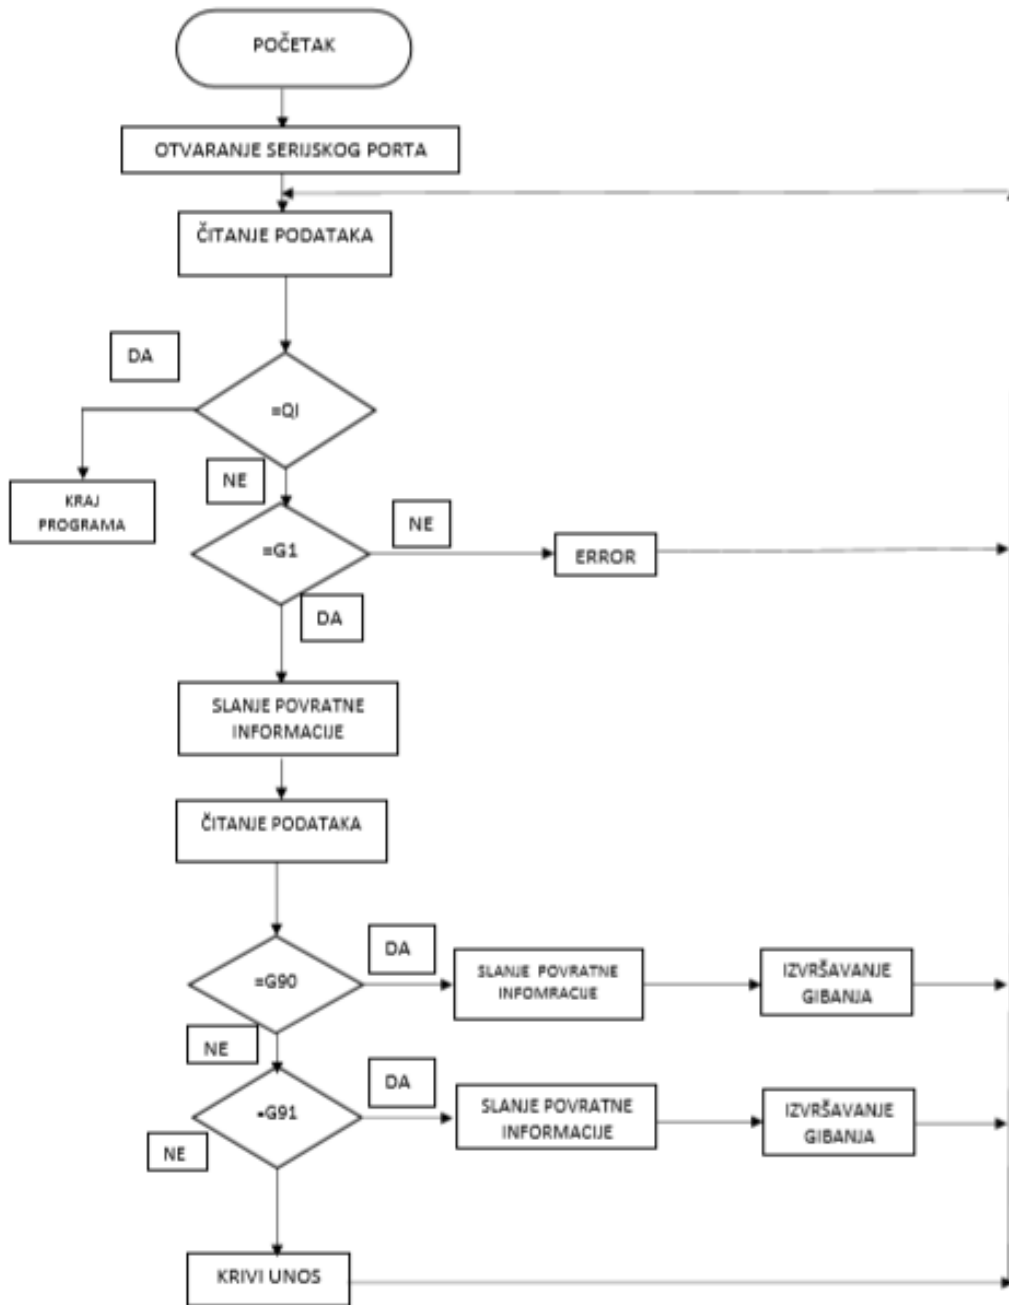 POČETAK
OTVARANJE SERIJSKOG PORTA
ČITANJE PODATAKA
DA
=QI
NE
KRAJ
PROGRAMA
NE
=G1
ERROR
DA
SLANJE POVRATNE
INFORMACIJE
ČITANJE PODATAKA
DA
=G90
SLANJE POVRATNE
INFOMRACIJE
IZVRŠAVANJE
GIBANJA
NE
DA
=G91
SLANJE POVRATNE
INFORMACIJE
IZVRŠAVANJE
GIBANJA
NE
KRIVI UNOS